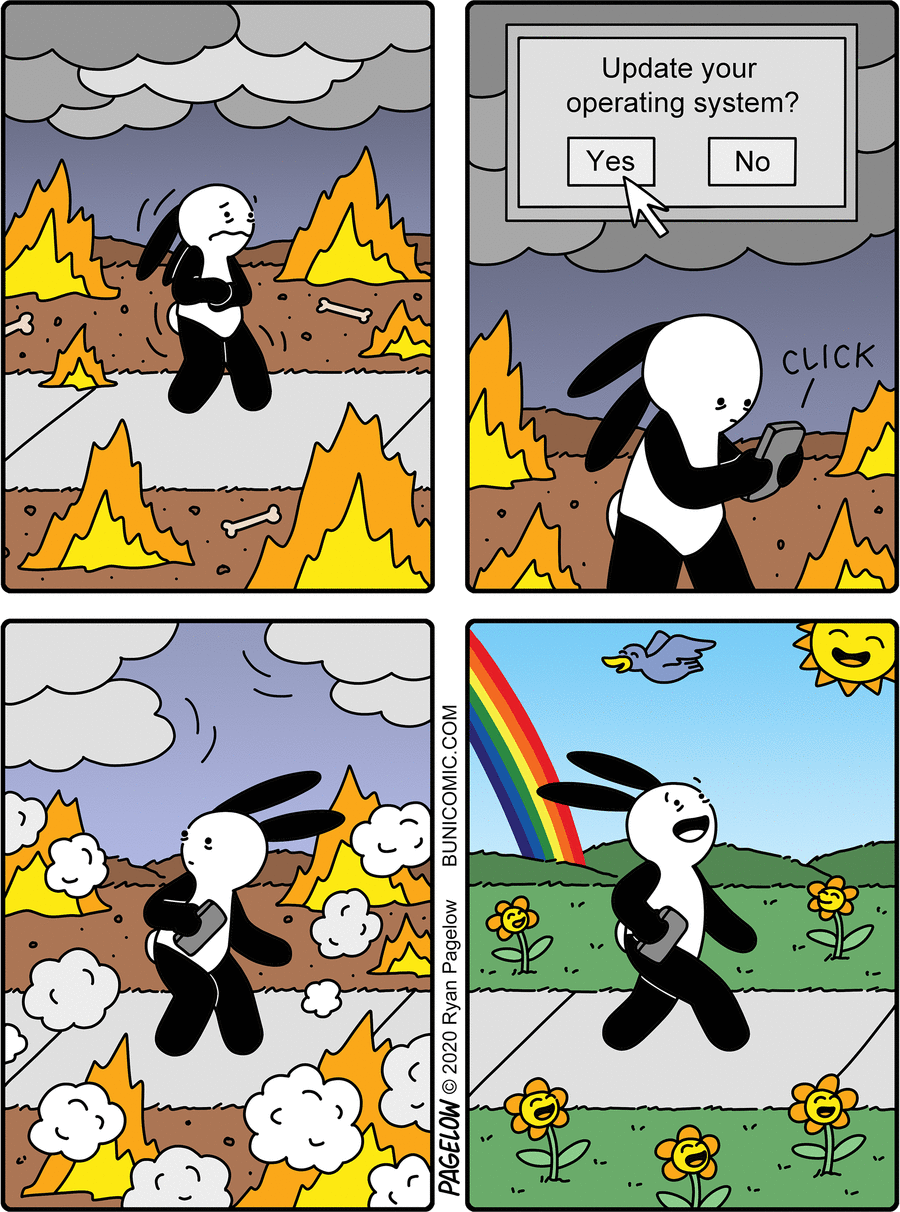 Update your
operating system?
Yes
No
CLICK
PAGELOW © 2020 Ryan Pagelow BUNICOMIC.COM